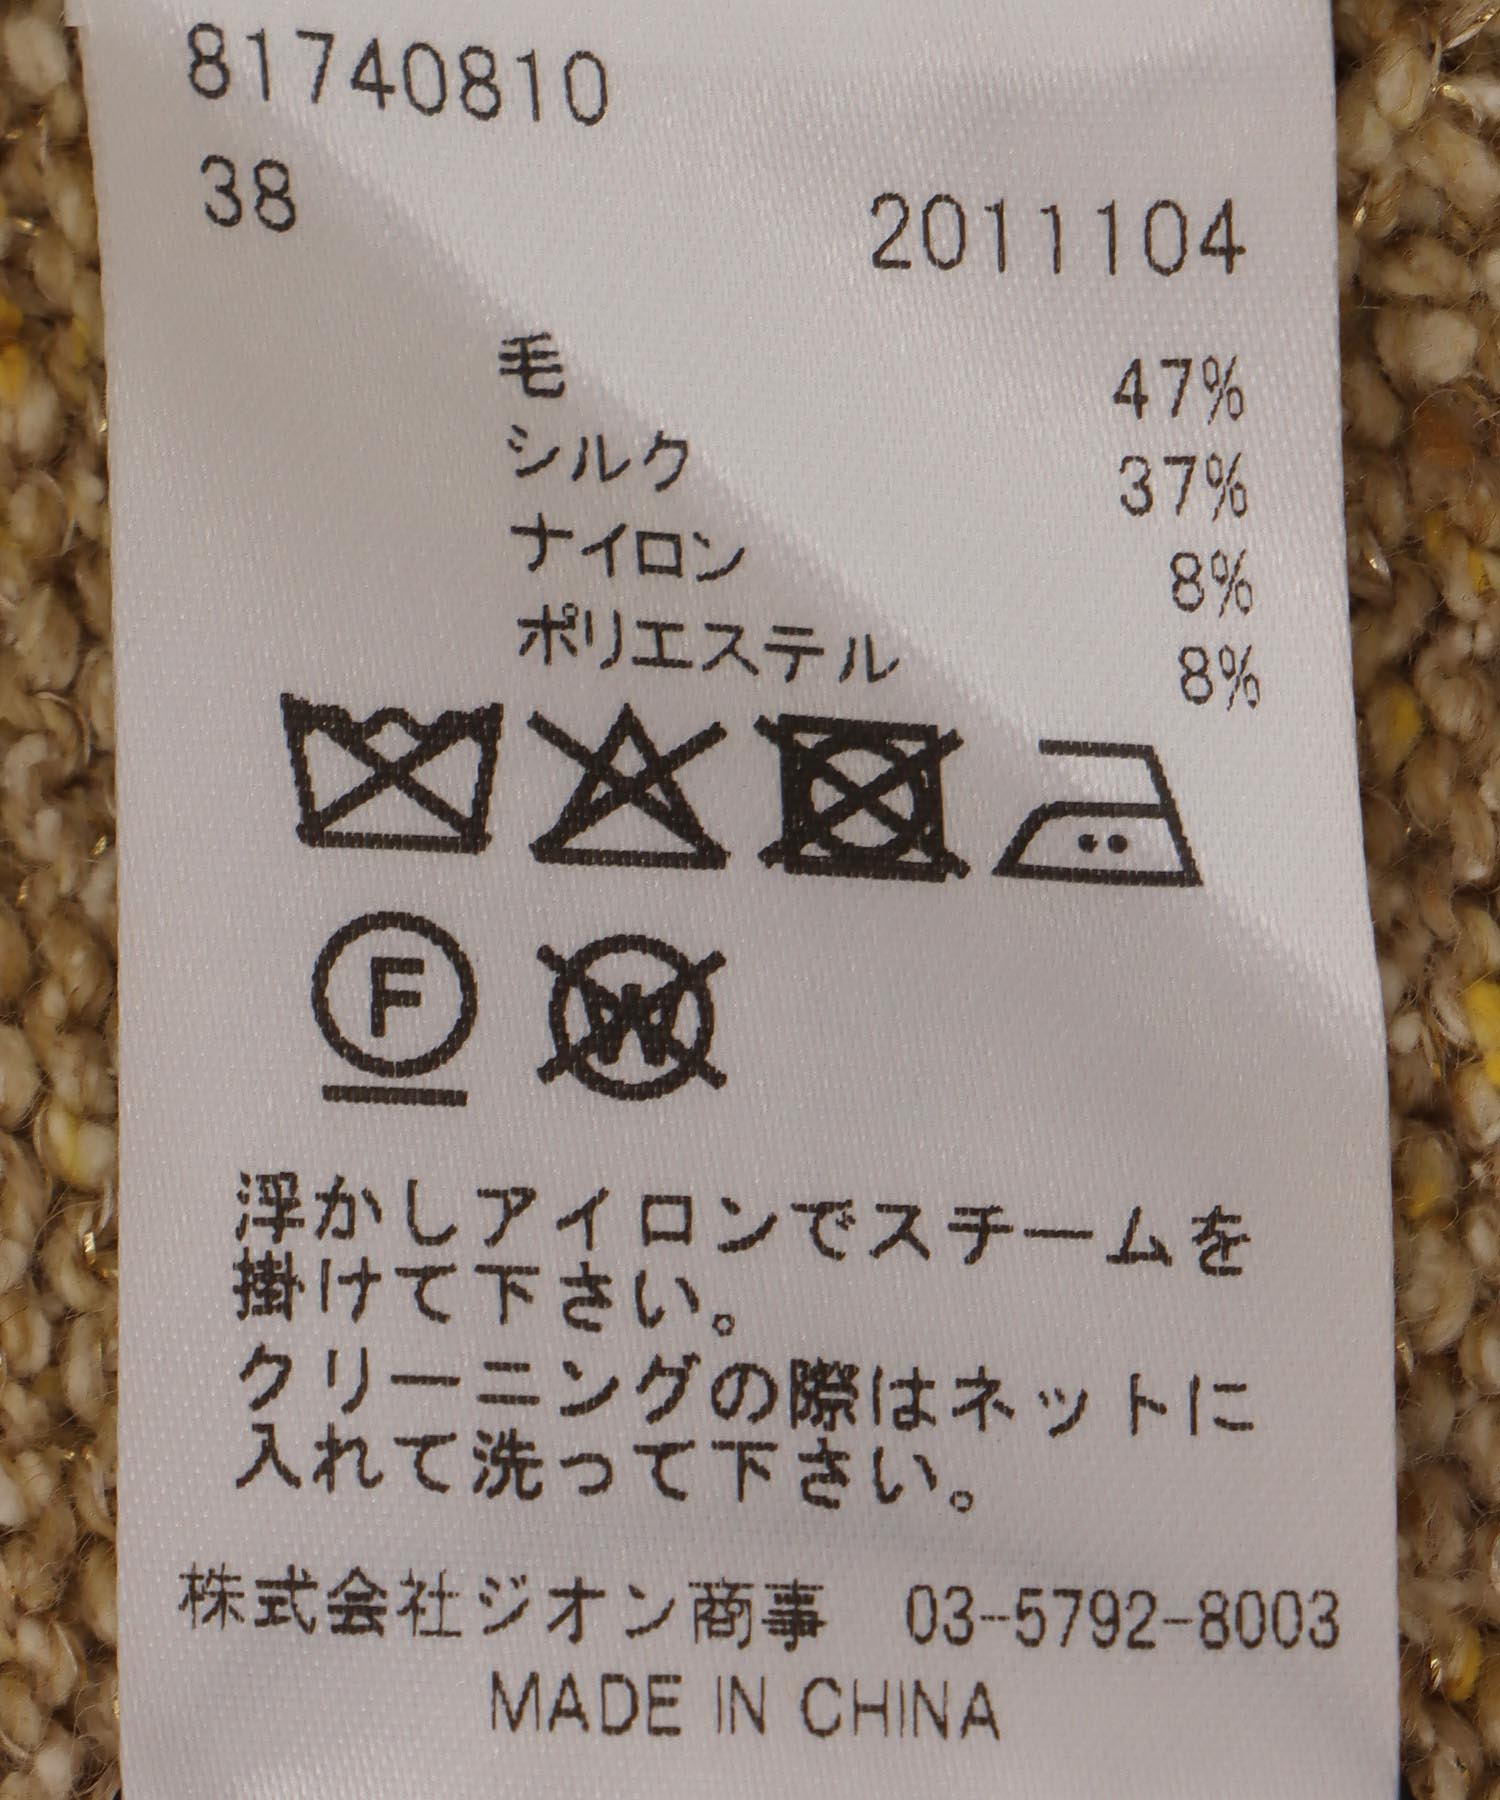 81740810
38
2011104
毛 47%
シルク 37%
ナイロン 8%
ポリエステル 8%
F
W
浮かしアイロンでスチームを
掛けて下さい。
クリーニングの際はネットに
入れて洗って下さい。
株式会社ジオン商事 03-5792-8003
MADE IN CHINA